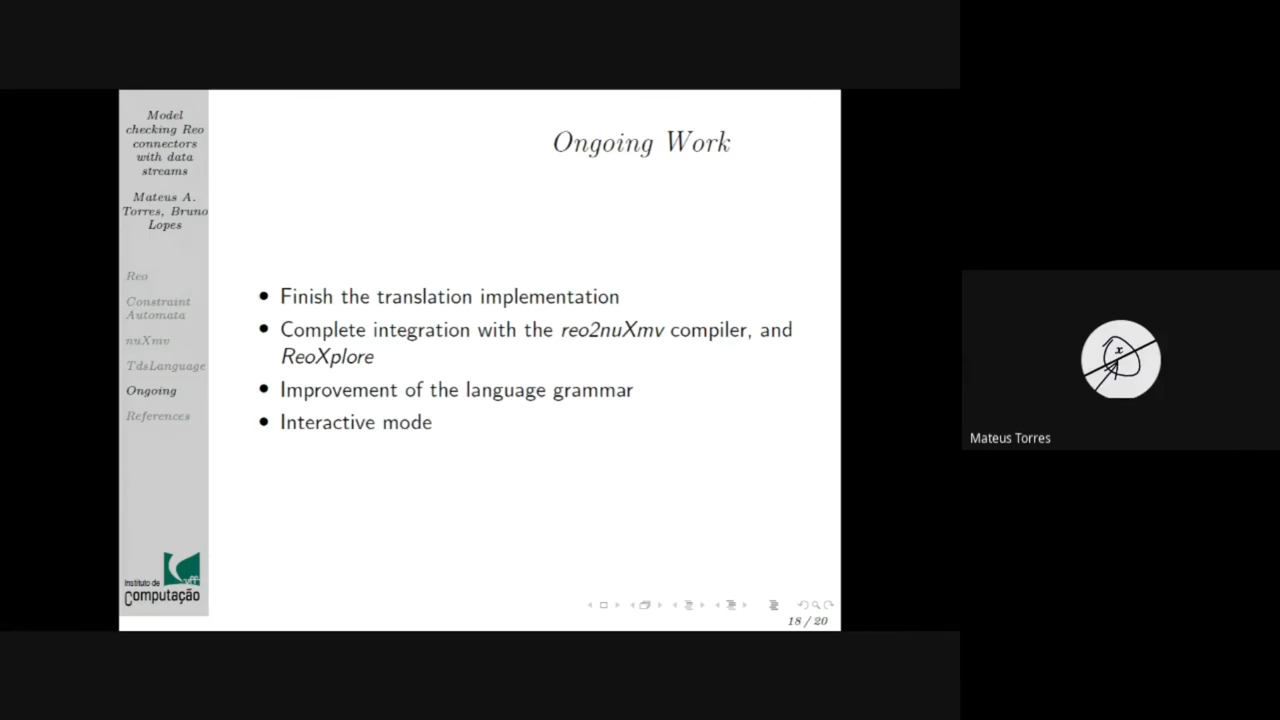 Model
checking Reo
connectors
with data
streams
Mateus A.
Torres, Bruno
Lopes
Reo
Constraint
Automata
nuXmv
TdsLanguage
Ongoing
References
Instituto de
Computação
uff
Ongoing Work
• Finish the translation implementation
• Complete integration with the reo2nuXmv compiler, and
ReoXplore
• Improvement of the language grammar
• Interactive mode
18 / 20
x
Mateus Torres